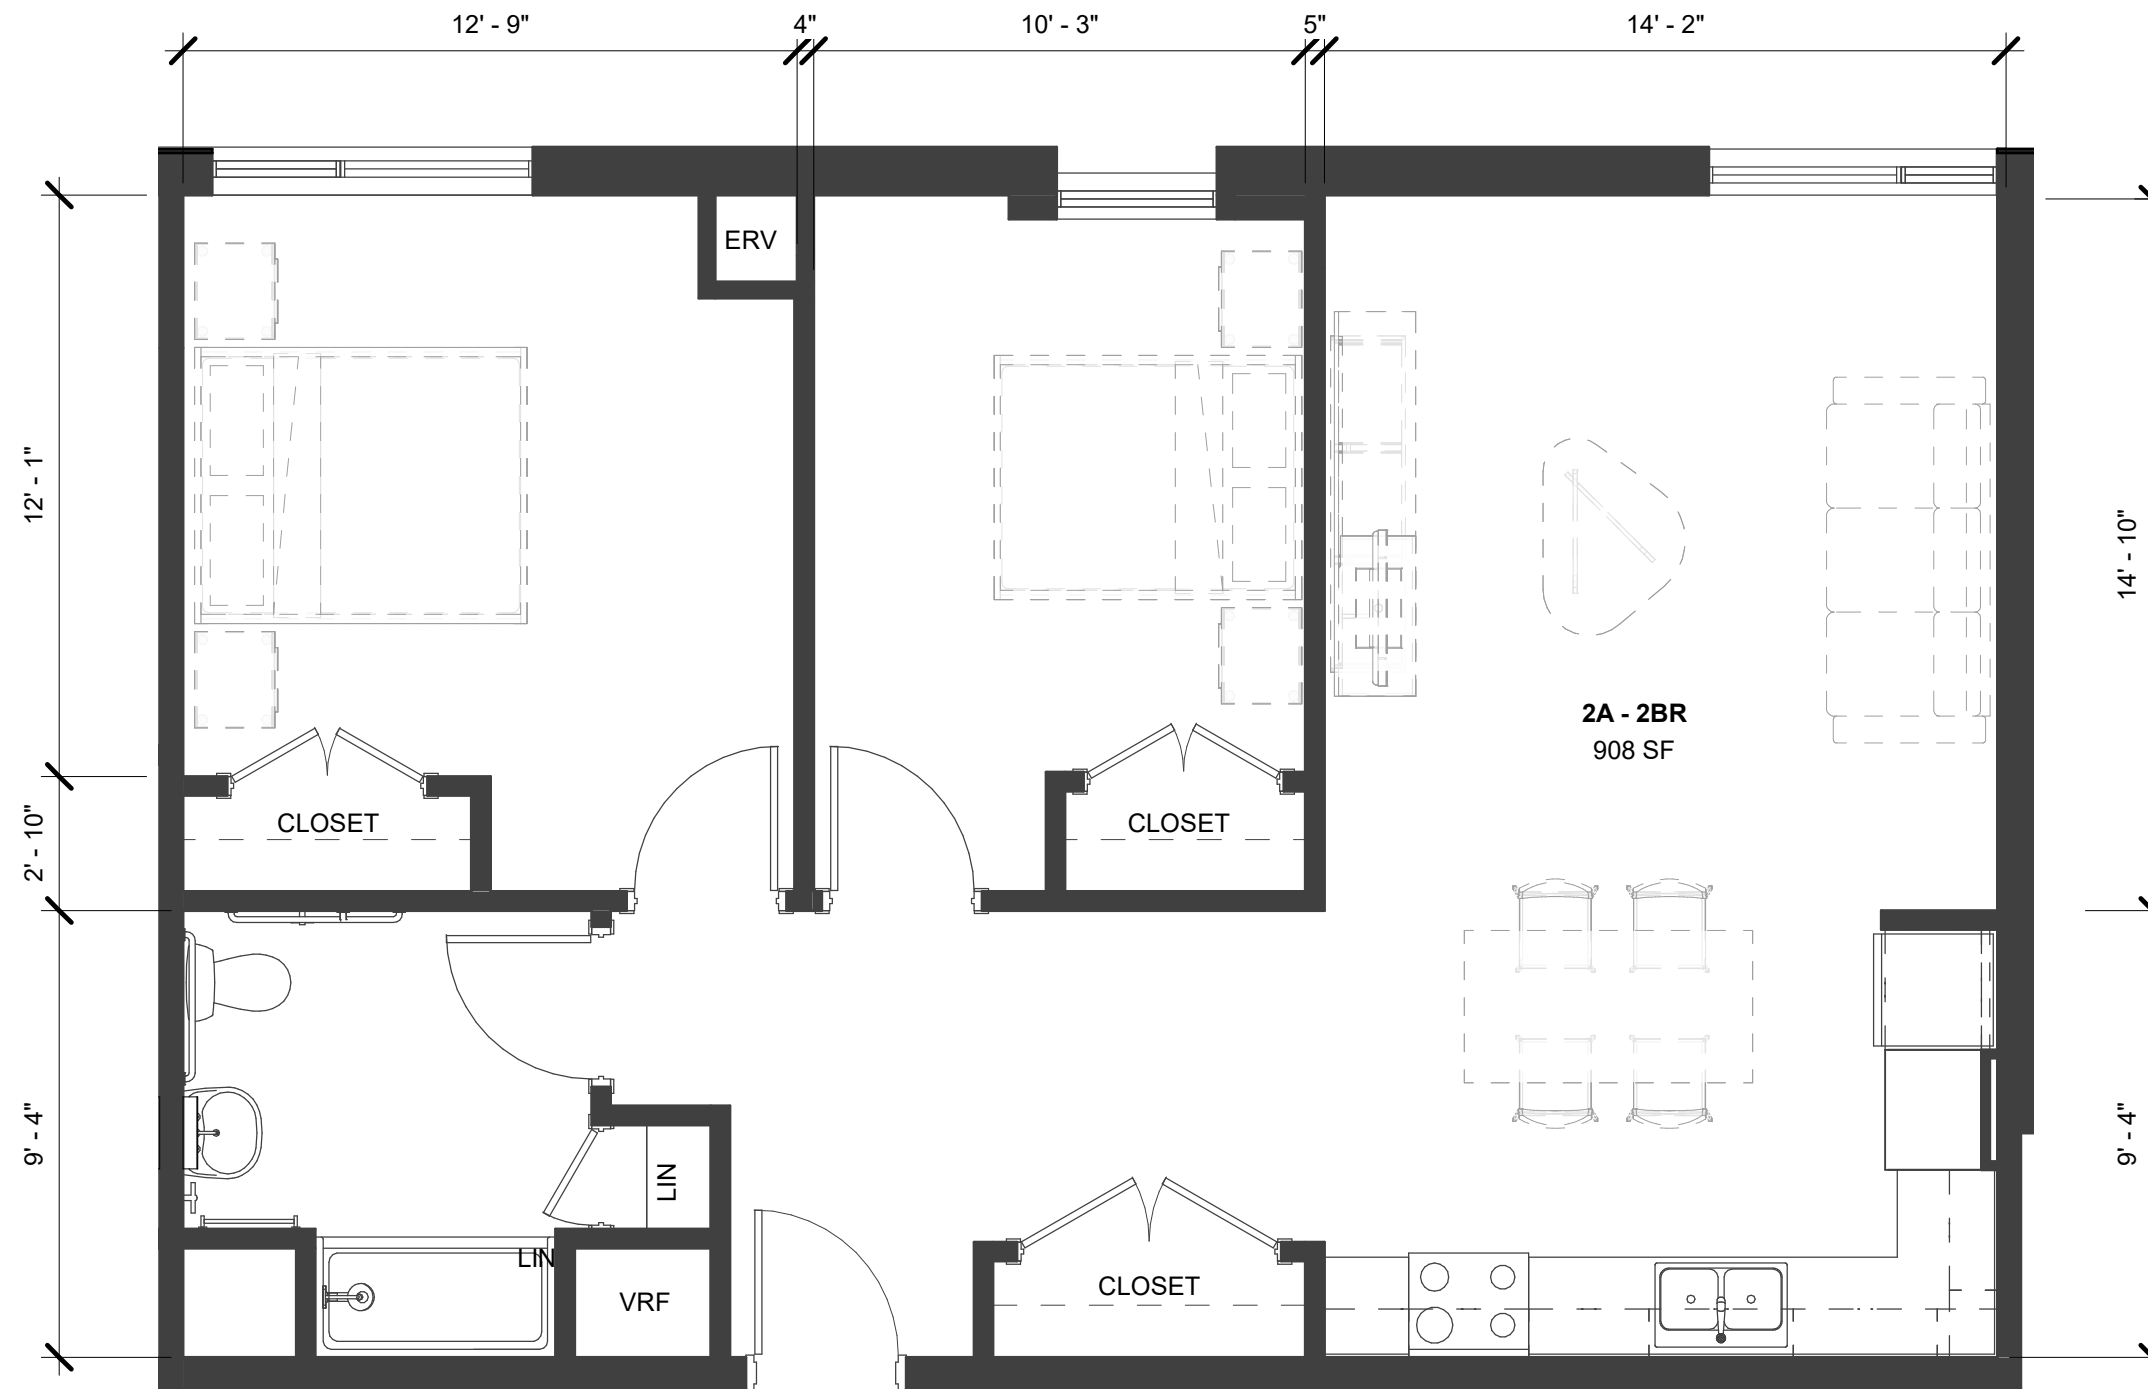 12' - 9"
4"
10' - 3"
5"
14' - 2"
ERV
12' - 1"
14' - 10"
2A - 2BR
908 SF
2' - 10"
CLOSET
CLOSET
9' - 4"
9' - 4"
LIN
LIN
VRF
CLOSET